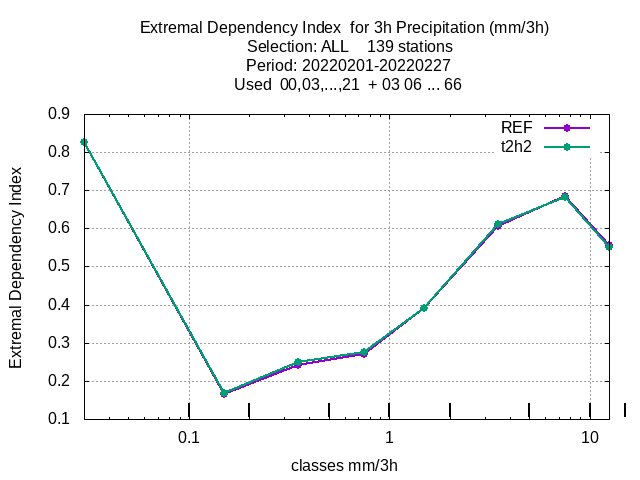 Extremal Dependency Index  for 3h Precipitation (mm/3h)
Selection: ALL    139 stations
Period: 20220201-20220227
Used  00,03,...,21  + 03 06 ... 66
REF
t2h2
Extremal Dependency Index
0.9
0.8
0.7
0.6
0.5
0.4
0.3
0.2
0.1
0.1 1 10
classes mm/3h